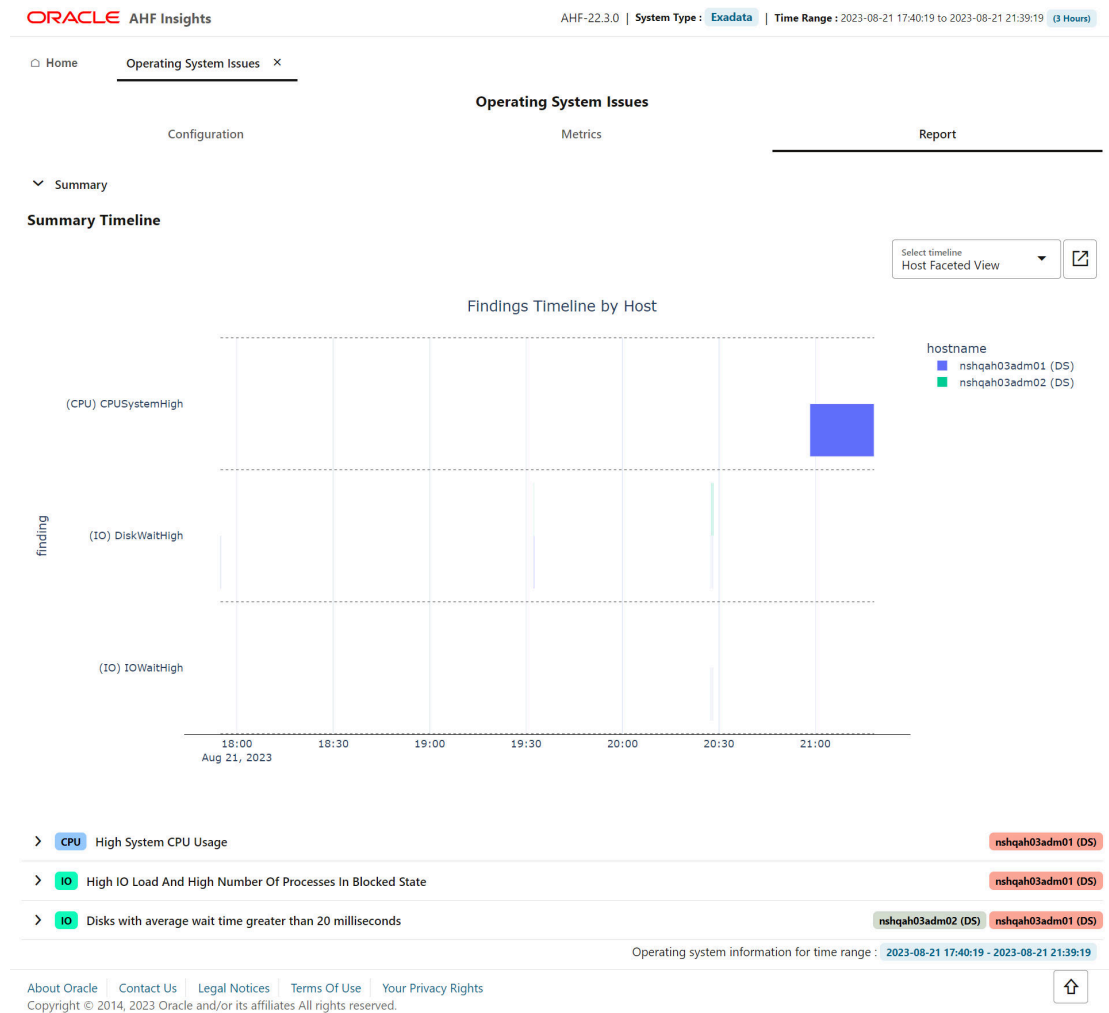 ORACLE AHF Insights
AHF-22.3.0 | System Type : Exadata | Time Range : 2023-08-21 17:40:19 to 2023-08-21 21:39:19 (3 Hours)
Home
Operating System Issues ×
Operating System Issues
Configuration
Metrics
Report
Summary
Summary Timeline
Select timeline
Host Faceted View
Findings Timeline by Host
hostname
nshqah03adm01 (DS)
nshqah03adm02 (DS)
finding
(CPU) CPUSystemHigh
(IO) DiskWaitHigh
(IO) IOWaitHigh
18:00 18:30 19:00 19:30 20:00 20:30 21:00
Aug 21, 2023
CPU High System CPU Usage nshqah03adm01 (DS)
IO High IO Load And High Number Of Processes In Blocked State nshqah03adm01 (DS)
IO Disks with average wait time greater than 20 milliseconds nshqah03adm02 (DS) nshqah03adm01 (DS)
Operating system information for time range : 2023-08-21 17:40:19 - 2023-08-21 21:39:19
About Oracle Contact Us Legal Notices Terms Of Use Your Privacy Rights
Copyright © 2014, 2023 Oracle and/or its affiliates All rights reserved.